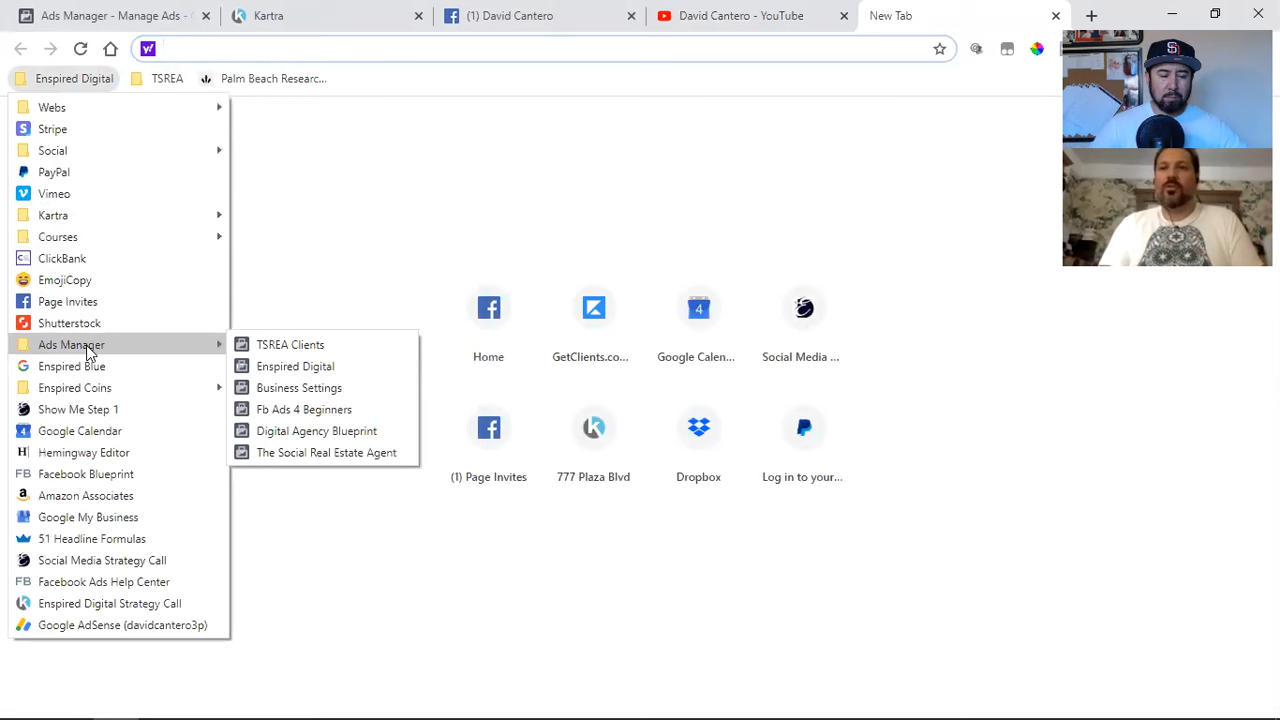 Ads Manager - Manage Ads - C
Kartra
(1) David Cantero
David Cantero - YouTube
New Tab
y!
Enspired Digital
TSREA
Palm Beach Researc...
Webs
Stripe
Social
PayPal
Vimeo
Kartra
Courses
ClickBank
EmojiCopy
Page Invites
Shutterstock
Ads Manager
Enspired Blue
Enspired Coins
Show Me Step 1
Google Calendar
Hemingway Editor
Facebook Blueprint
Amazon Associates
Google My Business
51 Headline Formulas
Social Media Strategy Call
Facebook Ads Help Center
Enspired Digital Strategy Call
Google AdSense (davidcantero3p)
TSREA Clients
Enspired Digital
Business Settings
Fb Ads 4 Beginners
Digital Agency Blueprint
The Social Real Estate Agent
Home
GetClients.co...
4
Google Calen...
Social Media ...
(1) Page Invites
777 Plaza Blvd
Dropbox
Log in to your...